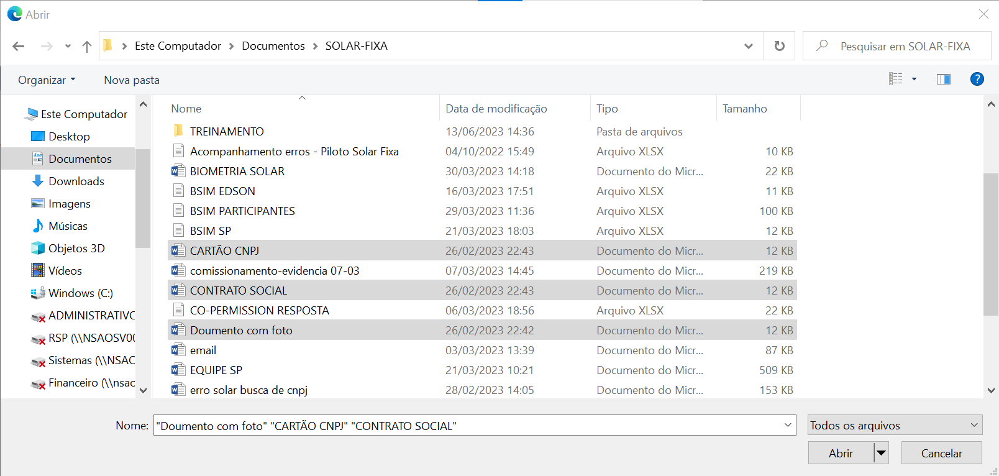 Abrir
Este Computador Documentos SOLAR-FIXA Pesquisar em SOLAR-FIXA
Organizar Nova pasta ?
Nome Data de modificação Tipo Tamanho
Este Computador
Desktop
Documentos
Downloads
Imagens
Músicas
Objetos 3D
Vídeos
Windows (C:)
ADMINISTRATIVO
RSP (\\NSAOSV00
Sistemas (\\NSAC
Financeiro (\\nsao
TREINAMENTO 13/06/2023 14:36 Pasta de arquivos
Acompanhamento erros - Piloto Solar Fixa 04/10/2022 15:49 Arquivo XLSX 10 KB
BIOMETRIA SOLAR 30/03/2023 14:18 Documento do Micr... 22 KB
BSIM EDSON 16/03/2023 17:51 Arquivo XLSX 11 KB
BSIM PARTICIPANTES 29/03/2023 11:36 Arquivo XLSX 100 KB
BSIM SP 21/03/2023 18:03 Arquivo XLSX 12 KB
CARTÃO CNPJ 26/02/2023 22:43 Documento do Micr... 12 KB
comissionamento-evidencia 07-03 07/03/2023 14:45 Documento do Micr... 219 KB
CONTRATO SOCIAL 26/02/2023 22:43 Documento do Micr... 12 KB
CO-PERMISSION RESPOSTA 06/03/2023 18:56 Arquivo XLSX 22 KB
Doumento com foto 26/02/2023 22:42 Documento do Micr... 12 KB
email 03/03/2023 13:39 Documento do Micr... 87 KB
EQUIPE SP 21/03/2023 10:21 Documento do Micr... 509 KB
erro solar busca de cnpj 28/02/2023 14:05 Documento do Micr... 153 KB
Nome: "Doumento com foto" "CARTÃO CNPJ" "CONTRATO SOCIAL" Todos os arquivos
Abrir Cancelar